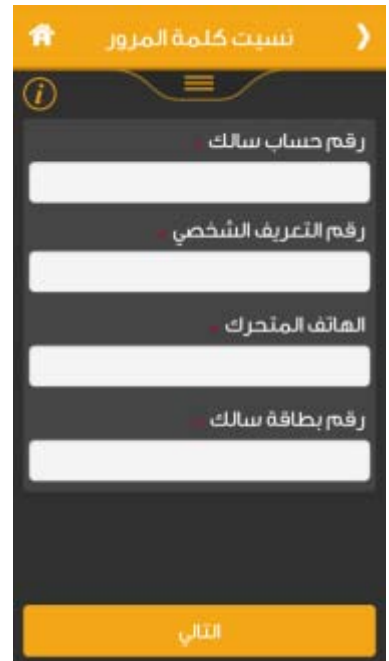 نسيت كلمة المرور
i
رقم حساب سالك *
رقم التعريف الشخصي *
الهاتف المتحرك *
رقم بطاقة سالك *
التالي